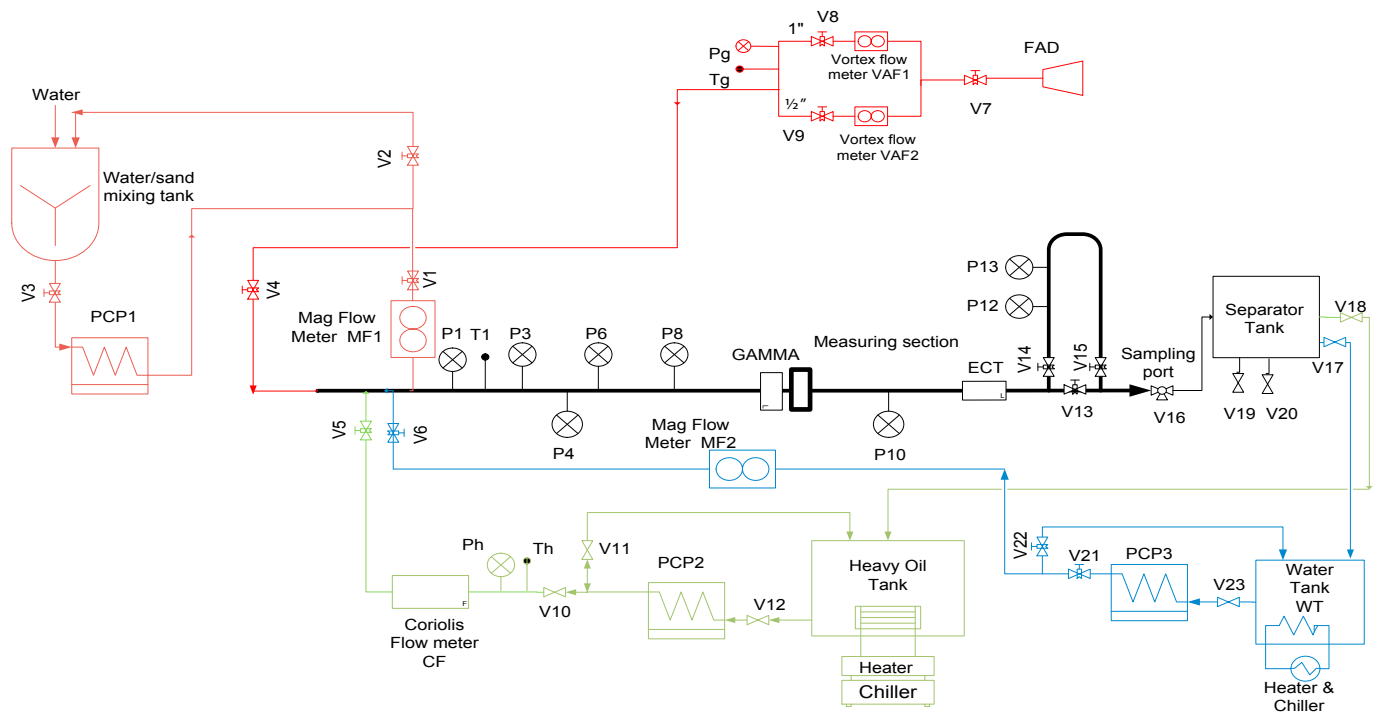 V8
1"
FAD
Pg
Vortex flow
meter VAF1
Tg
V7
Water
½″
V9
Vortex flow
meter VAF2
V2
Water/sand
mixing tank
V3
PCP1
V4
V1
Mag Flow
Meter MF1
P1
T1
P3
P6
P8
GAMMA
L
Measuring section
ECT
L
P13
P12
V14
V15
V13
Sampling
port
V16
Separator
Tank
V18
V17
V19
V20
V5
V6
P4
Mag Flow
Meter MF2
P10
Ph
Th
V11
V10
F
Coriolis
Flow meter
CF
PCP2
V12
Heavy Oil
Tank
Heater
Chiller
V22
V21
PCP3
V23
Water
Tank
WT
Heater &
Chiller